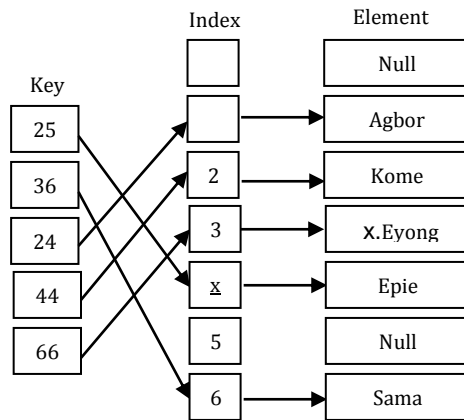 Index Element
Null
Key
25 Agbor
36 2 Kome
24 3 x.Eyong
44 x Epie
66 5 Null
6 Sama